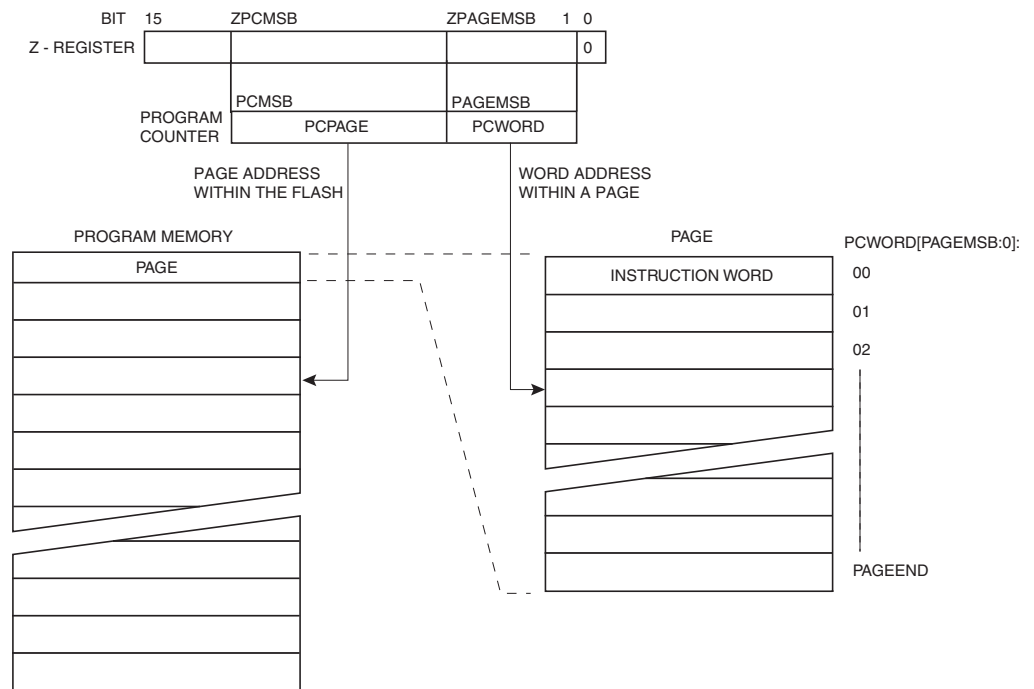 BIT 15 ZPCMSB ZPAGEMSB 1 0
Z - REGISTER 0
PCMSB PAGEMSB
PROGRAM
COUNTER
PCPAGE PCWORD
PAGE ADDRESS
WITHIN THE FLASH
WORD ADDRESS
WITHIN A PAGE
PROGRAM MEMORY
PAGE
PAGE
PCWORD[PAGEMSB:0]:
INSTRUCTION WORD
00
01
02
PAGEEND